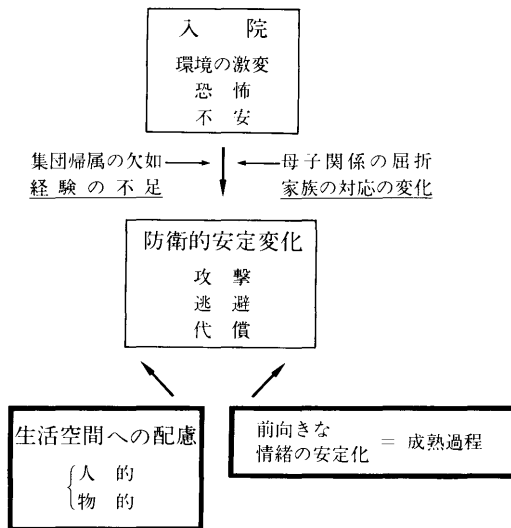 入 院
環境の激変
恐 怖
不 安
集団帰属の欠如
経験の不足
母子関係の屈折
家族の対応の変化
防衛的安定変化
攻 撃
逃 避
代 償
生活空間への配慮
人 的
物 的
前向きな
情緒の安定化 = 成熟過程